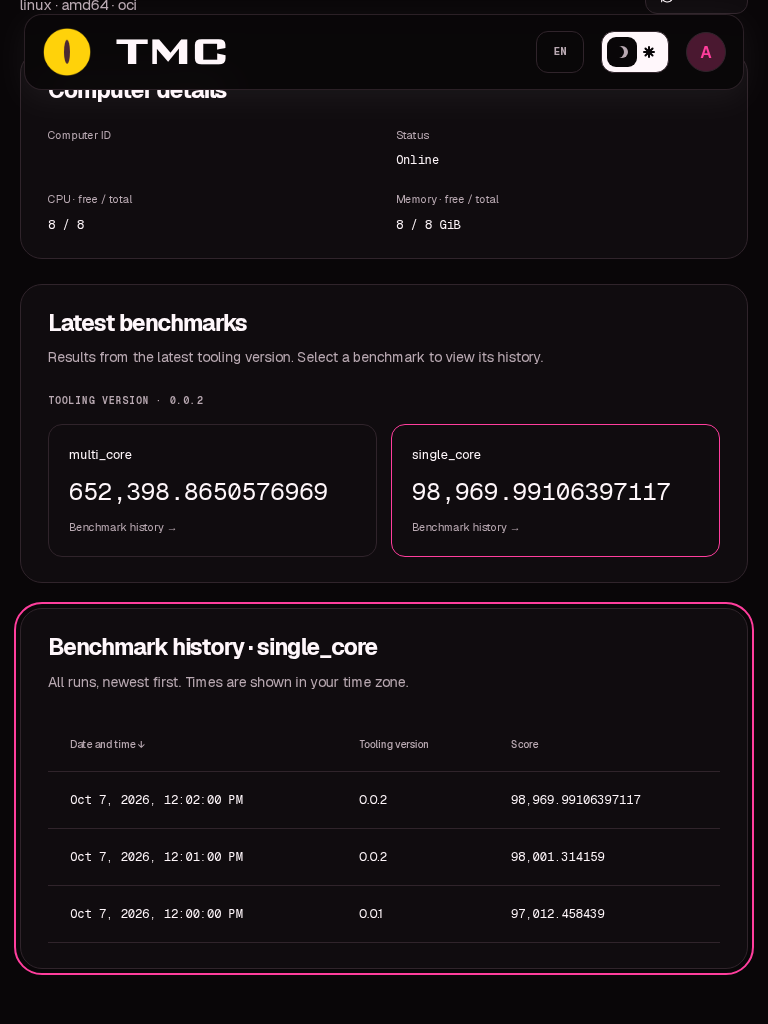 linux · amd64 · oci
TMC
EN
A
Computer details
Computer ID
Status
Online
CPU · free / total
Memory · free / total
8 / 8
8 / 8 GiB
Latest benchmarks
Results from the latest tooling version. Select a benchmark to view its history.
TOOLING VERSION · 0.0.2
multi_core
single_core
652,398.8650576969
98,969.99106397117
Benchmark history →
Benchmark history →
Benchmark history · single_core
All runs, newest first. Times are shown in your time zone.
Date and time ↓ Tooling version Score
Oct 7, 2026, 12:02:00 PM 0.0.2 98,969.99106397117
Oct 7, 2026, 12:01:00 PM 0.0.2 98,001.314159
Oct 7, 2026, 12:00:00 PM 0.0.1 97,012.458439